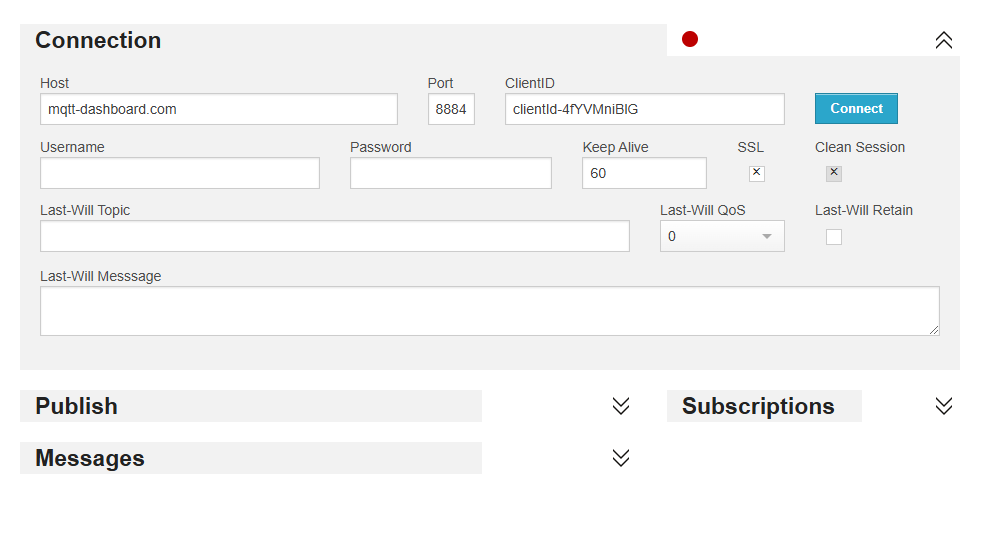 Connection
Host Port ClientID
mqtt-dashboard.com 8884 clientId-4fYVMniBlG Connect
Username Password Keep Alive SSL Clean Session
60
Last-Will Topic Last-Will QoS Last-Will Retain
0
Last-Will Messsage
Publish Subscriptions
Messages